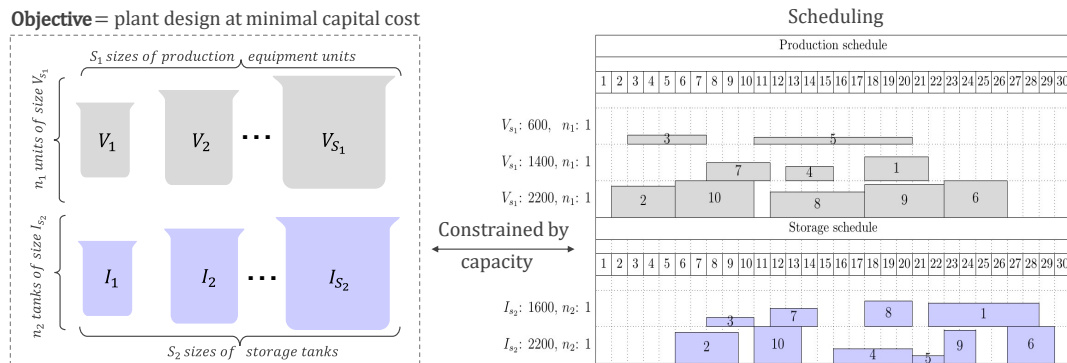 Objective = plant design at minimal capital cost
S₁ sizes of production equipment units
n₁ units of size Vₛ₁
V₁ V₂ ... V_S₁
n₂ tanks of size Iₛ₂
I₁ I₂ ... I_S₂
S₂ sizes of storage tanks
Constrained by
capacity
Scheduling
Production schedule
1 2 3 4 5 6 7 8 9 10 11 12 13 14 15 16 17 18 19 20 21 22 23 24 25 26 27 28 29 30
Vₛ₁: 600, n₁: 1
3 5
Vₛ₁: 1400, n₁: 1
7 4 1
Vₛ₁: 2200, n₁: 1
2 10 8 9 6
Storage schedule
1 2 3 4 5 6 7 8 9 10 11 12 13 14 15 16 17 18 19 20 21 22 23 24 25 26 27 28 29 30
Iₛ₂: 1600, n₂: 1
3 7 8 1
Iₛ₂: 2200, n₂: 1
2 10 4 5 9 6